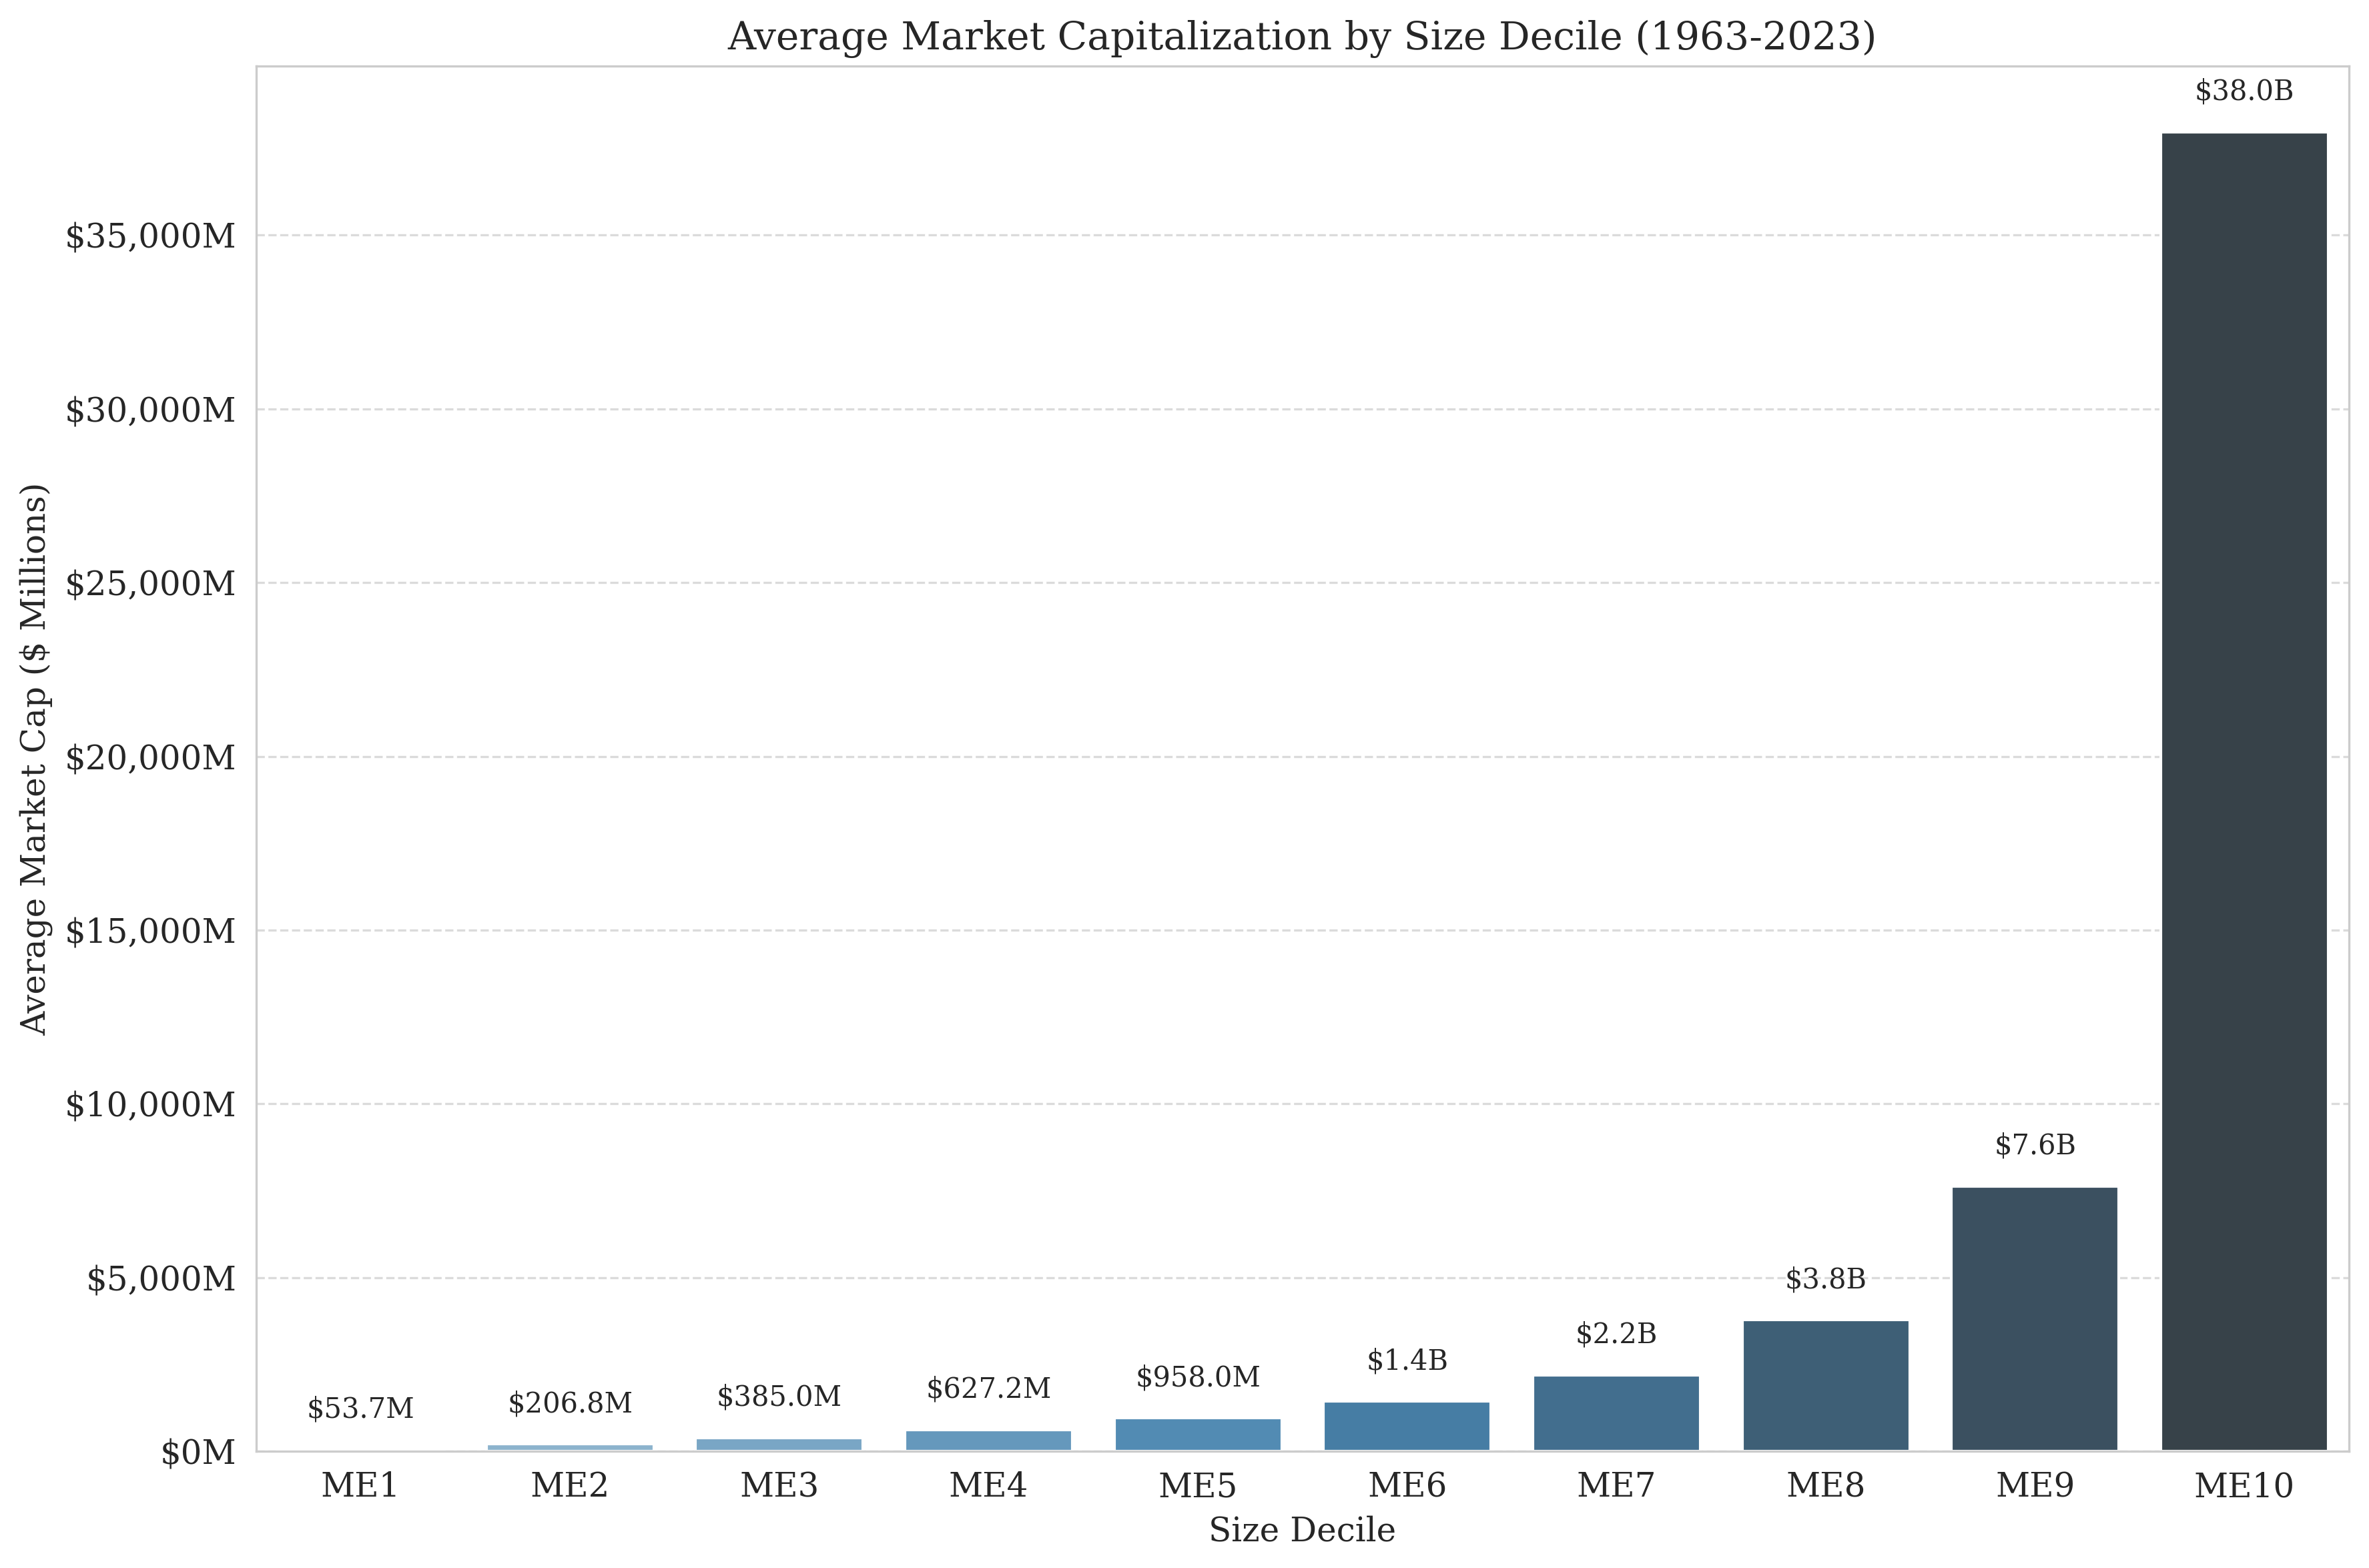 Average Market Capitalization by Size Decile (1963-2023)
Average Market Cap ($ Millions)
$35,000M
$30,000M
$25,000M
$20,000M
$15,000M
$10,000M
$5,000M
$0M
$53.7M
$206.8M
$385.0M
$627.2M
$958.0M
$1.4B
$2.2B
$3.8B
$7.6B
$38.0B
ME1 ME2 ME3 ME4 ME5 ME6 ME7 ME8 ME9 ME10
Size Decile